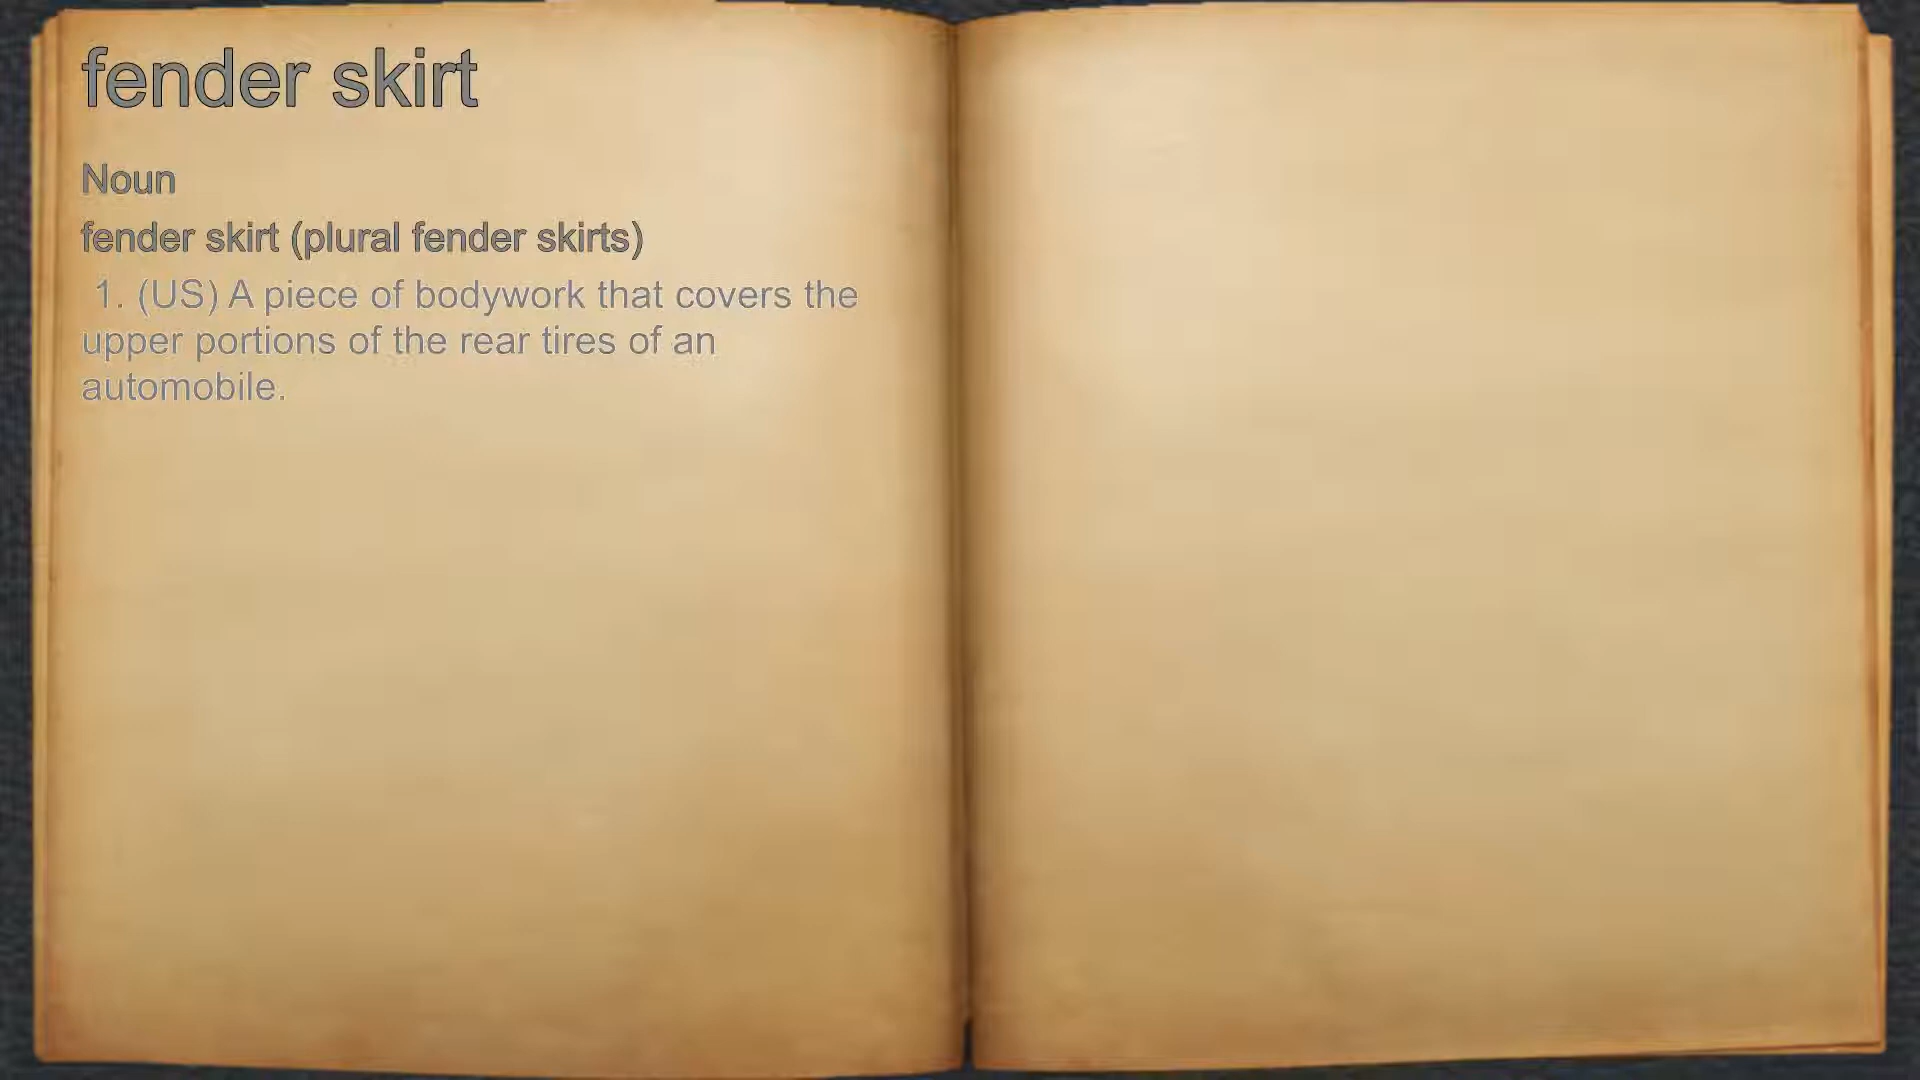 fender skirt
Noun
fender skirt (plural fender skirts)
1. (US) A piece of bodywork that covers the
upper portions of the rear tires of an
automobile.